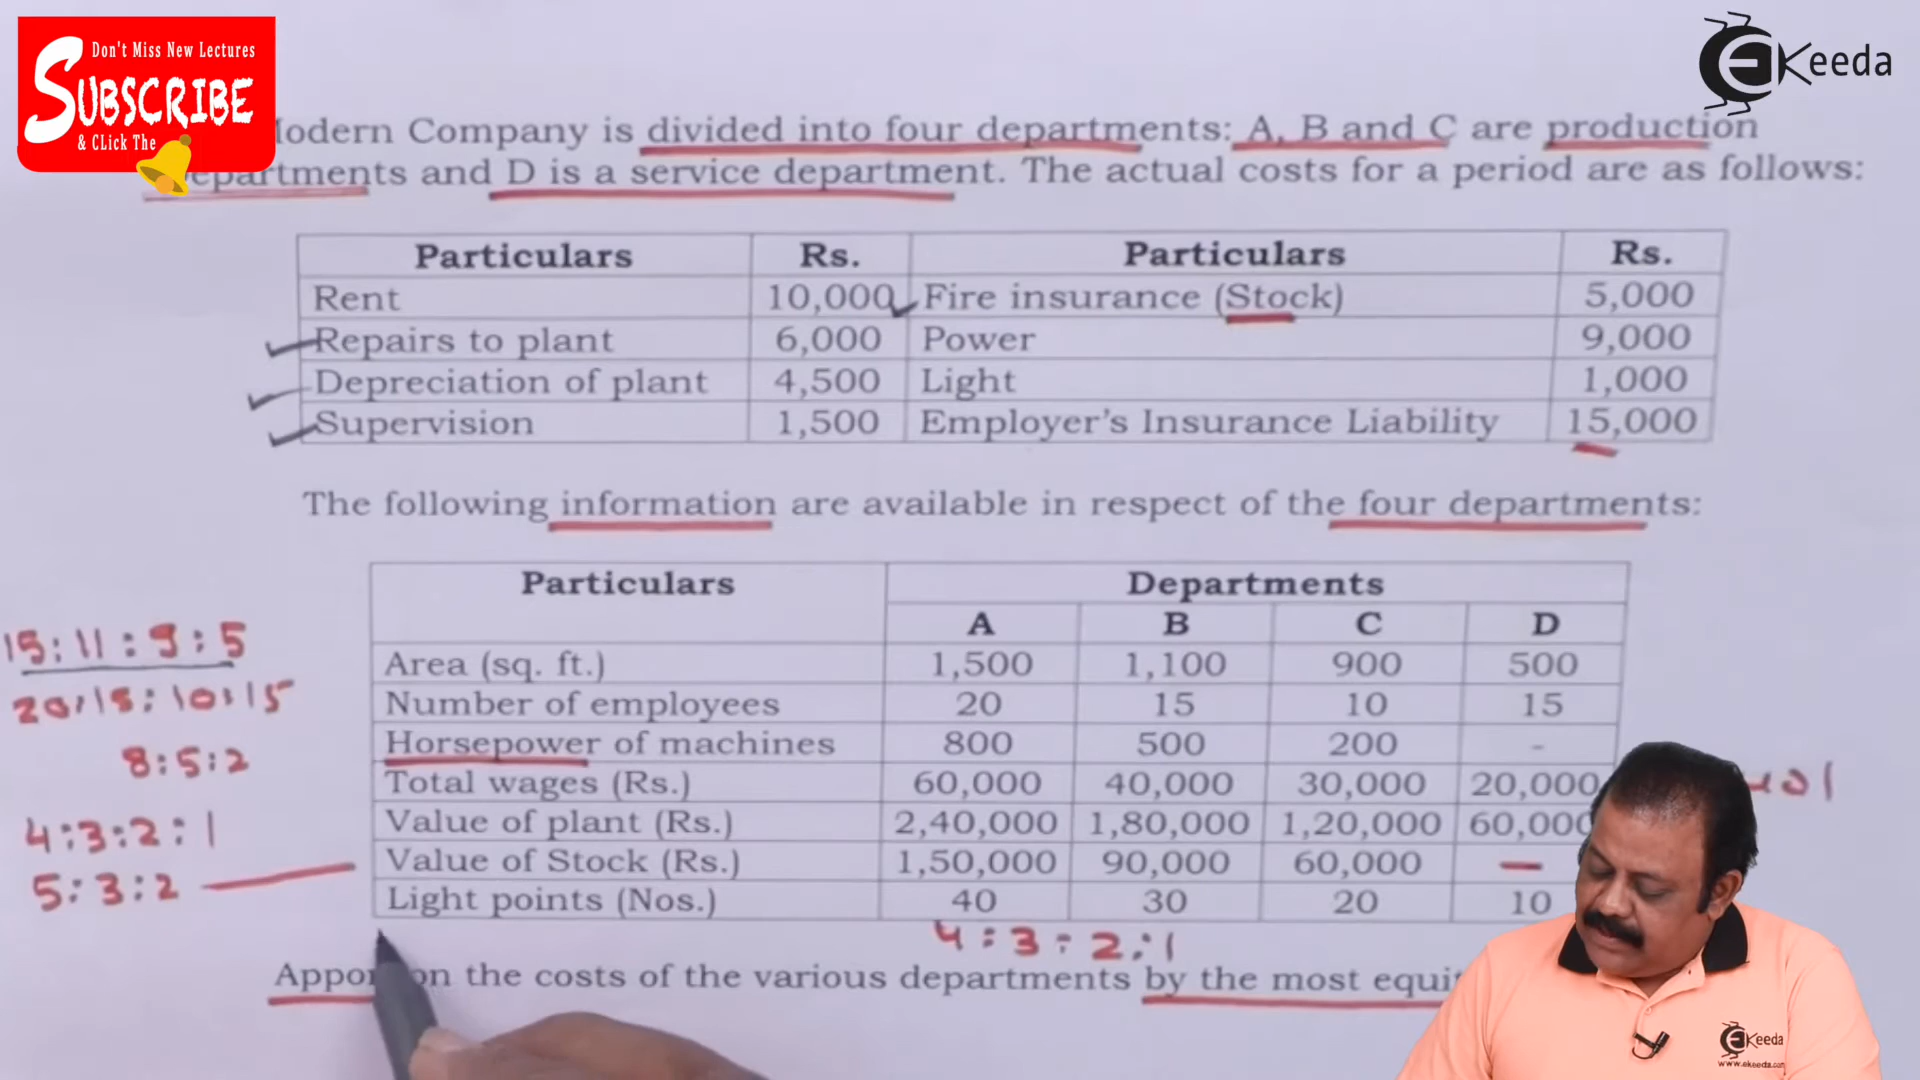 Don't Miss New Lectures
SUBSCRIBE
& CLick The
Keeda
odern Company is divided into four departments: A, B and C are production
epartments and D is a service department. The actual costs for a period are as follows:
Particulars Rs. Particulars Rs.
Rent 10,000 Fire insurance (Stock) 5,000
Repairs to plant 6,000 Power 9,000
Depreciation of plant 4,500 Light 1,000
Supervision 1,500 Employer's Insurance Liability 15,000
The following information are available in respect of the four departments:
Particulars Departments
A B C D
15:11:9:5
Area (sq. ft.) 1,500 1,100 900 500
20:15:10:15
Number of employees 20 15 10 15
8:5:2
Horsepower of machines 800 500 200 -
Total wages (Rs.) 60,000 40,000 30,000 20,000
4:3:2:1
Value of plant (Rs.) 2,40,000 1,80,000 1,20,000 60,000
5:3:2
Value of Stock (Rs.) 1,50,000 90,000 60,000 —
Light points (Nos.) 40 30 20 10
4:3:2:1
the costs of the various departments by the most
Keeda
www.ekeeda.com